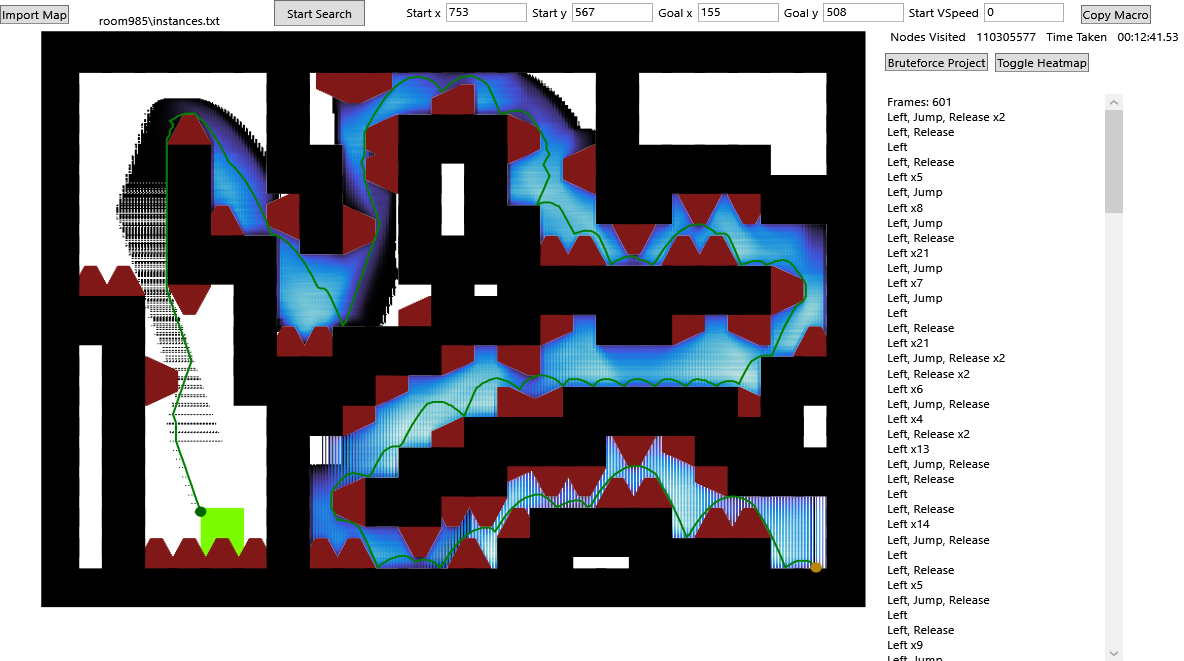 Import Map
room985\instances.txt
Start Search
Start x 753 Start y 567 Goal x 155 Goal y 508 Start VSpeed 0
Copy Macro
Nodes Visited 110305577 Time Taken 00:12:41.53
Bruteforce Project Toggle Heatmap
Frames: 601
Left, Jump, Release x2
Left, Release
Left
Left, Release
Left x5
Left, Jump
Left x8
Left, Jump
Left, Release
Left x21
Left, Jump
Left x7
Left, Jump
Left
Left, Release
Left x21
Left, Jump, Release x2
Left, Release x2
Left x6
Left, Jump, Release
Left x4
Left, Release x2
Left x13
Left, Jump, Release
Left, Release
Left
Left, Release
Left x14
Left, Jump, Release
Left
Left, Release
Left x5
Left, Jump, Release
Left
Left, Release
Left x9
Left, Jump